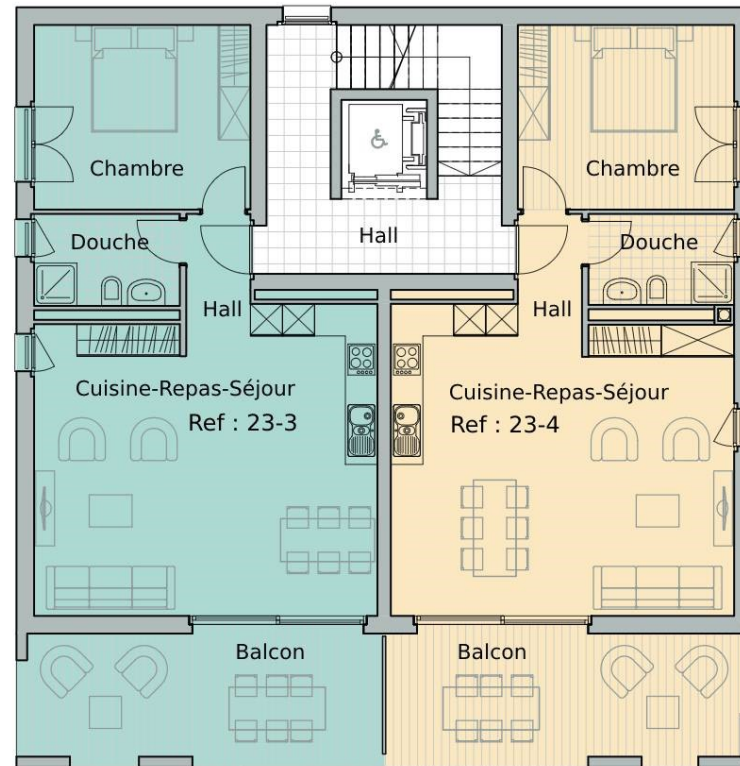 Chambre
Chambre
Douche
Hall
Douche
Hall
Hall
Cuisine-Repas-Séjour
Ref : 23-3
Cuisine-Repas-Séjour
Ref : 23-4
Balcon
Balcon